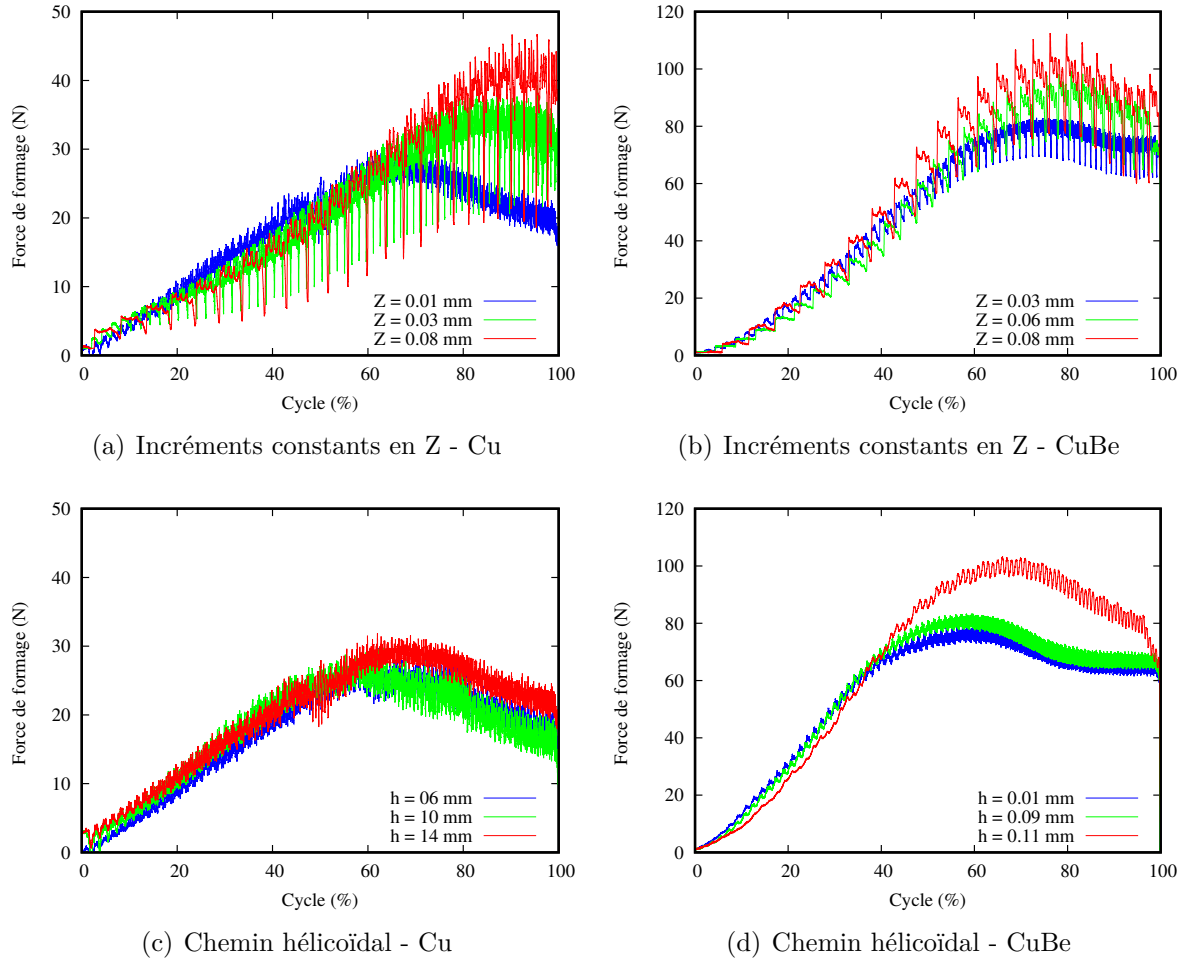 50
40
30
20
10
0
Force de formage (N)
Z = 0.01 mm
Z = 0.03 mm
Z = 0.08 mm
0 20 40 60 80 100
Cycle (%)
(a) Incréments constants en Z - Cu
120
100
80
60
40
20
0
Force de formage (N)
Z = 0.03 mm
Z = 0.06 mm
Z = 0.08 mm
0 20 40 60 80 100
Cycle (%)
(b) Incréments constants en Z - CuBe
50
40
30
20
10
0
Force de formage (N)
h = 06 mm
h = 10 mm
h = 14 mm
0 20 40 60 80 100
Cycle (%)
(c) Chemin hélicoïdal - Cu
120
100
80
60
40
20
0
Force de formage (N)
h = 0.01 mm
h = 0.09 mm
h = 0.11 mm
0 20 40 60 80 100
Cycle (%)
(d) Chemin hélicoïdal - CuBe